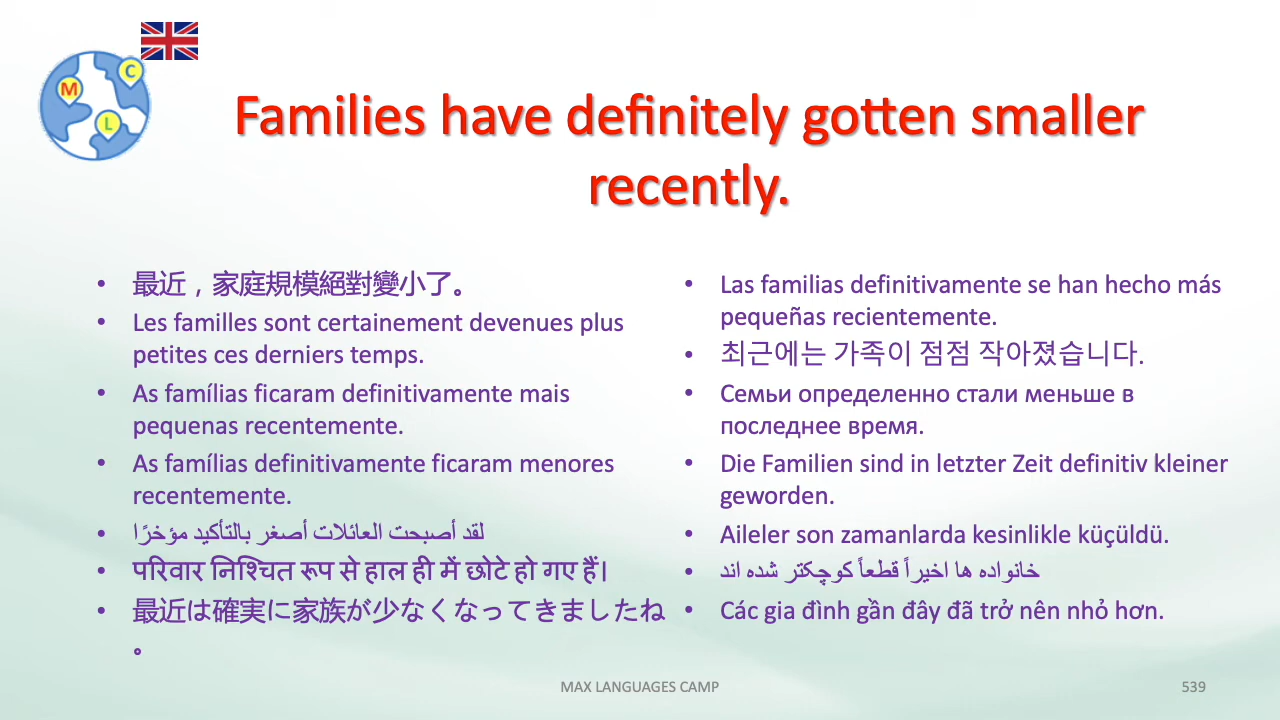 M
C
L
Families have definitely gotten smaller
recently.
最近，家庭規模絕對變小了。
Les familles sont certainement devenues plus
petites ces derniers temps.
As famílias ficaram definitivamente mais
pequenas recentemente.
As famílias definitivamente ficaram menores
recentemente.
لقد أصبحت العائلات أصغر بالتأكيد مؤخرًا
परिवार निश्चित रूप से हाल ही में छोटे हो गए हैं।
最近は確実に家族が少なくなってきましたね
。
Las familias definitivamente se han hecho más
pequeñas recientemente.
최근에는 가족이 점점 작아졌습니다.
Семьи определенно стали меньше в
последнее время.
Die Familien sind in letzter Zeit definitiv kleiner
geworden.
Aileler son zamanlarda kesinlikle küçüldü.
خانواده ها اخیراً قطعاً کوچکتر شده اند
Các gia đình gần đây đã trở nên nhỏ hơn.
MAX LANGUAGES CAMP
539